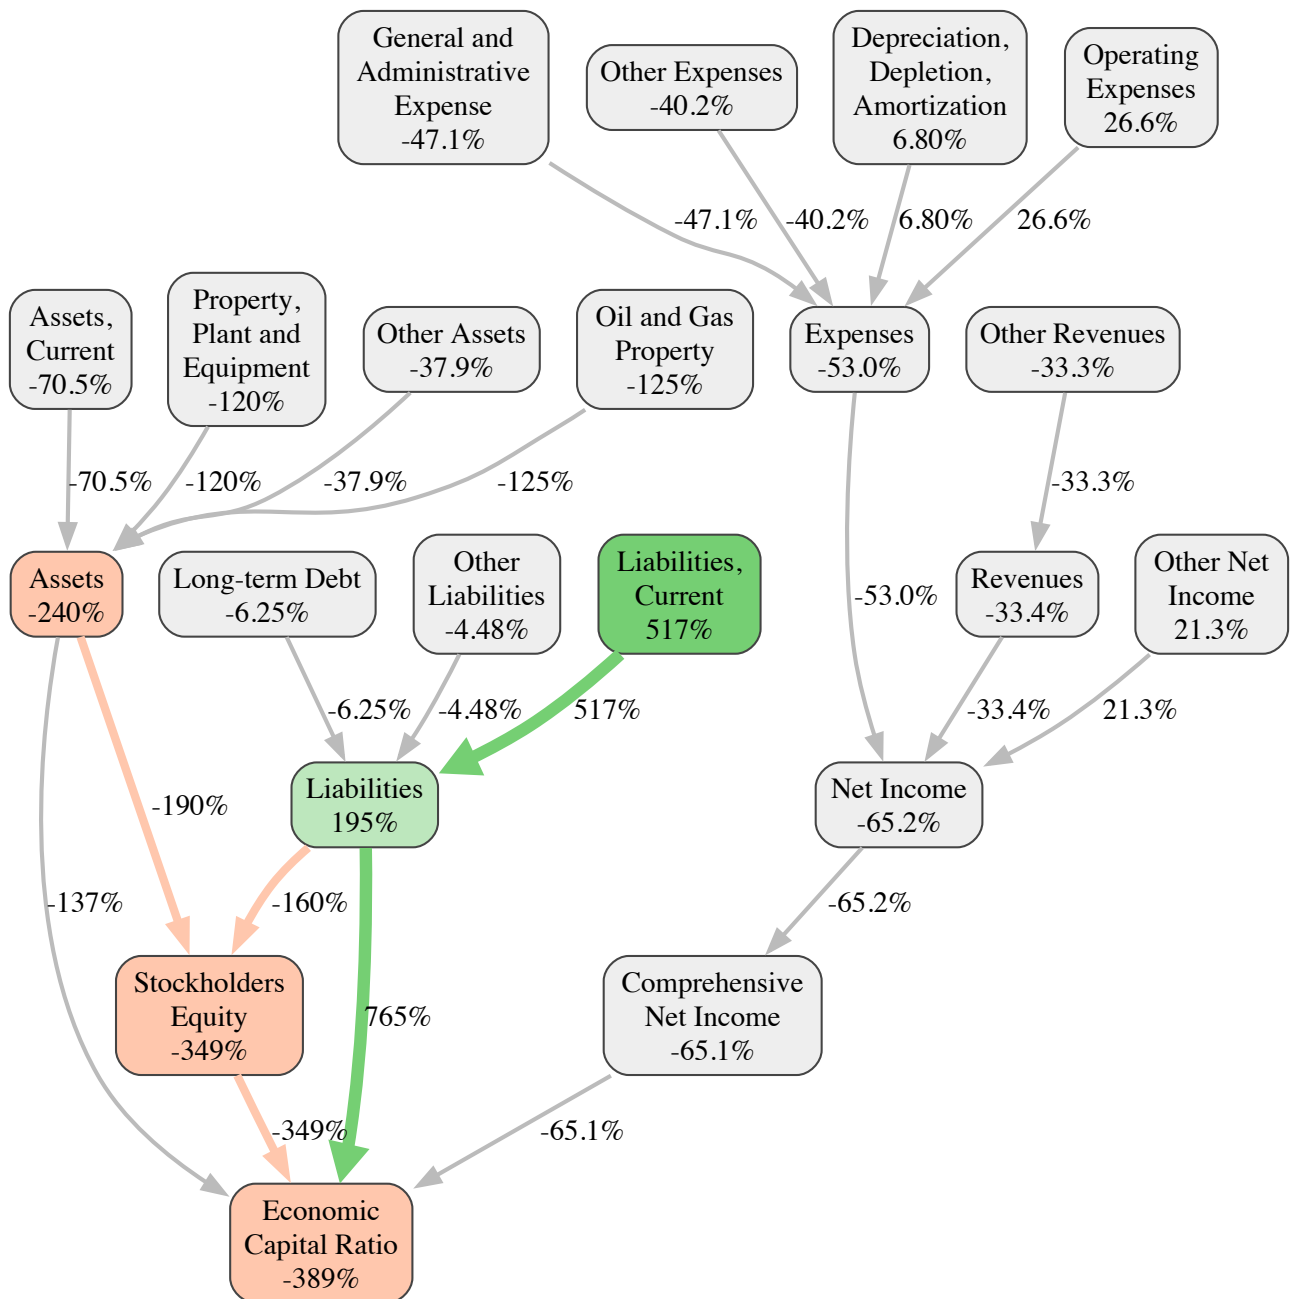 General and
Administrative
Expense
-47.1%
Other Expenses
-40.2%
Depreciation,
Depletion,
Amortization
6.80%
Operating
Expenses
26.6%
-47.1%
-40.2%
6.80%
26.6%
Assets,
Current
-70.5%
Property,
Plant and
Equipment
-120%
Other Assets
-37.9%
Oil and Gas
Property
-125%
Expenses
-53.0%
Other Revenues
-33.3%
-70.5%
-120%
-37.9%
-125%
-33.3%
Assets
-240%
Long-term Debt
-6.25%
Other
Liabilities
-4.48%
Liabilities,
Current
517%
-53.0%
Revenues
-33.4%
Other Net
Income
21.3%
-6.25%
-4.48%
517%
-33.4%
21.3%
-190%
Liabilities
195%
Net Income
-65.2%
-137%
-160%
-65.2%
Stockholders
Equity
-349%
765%
Comprehensive
Net Income
-65.1%
-349%
-65.1%
Economic
Capital Ratio
-389%